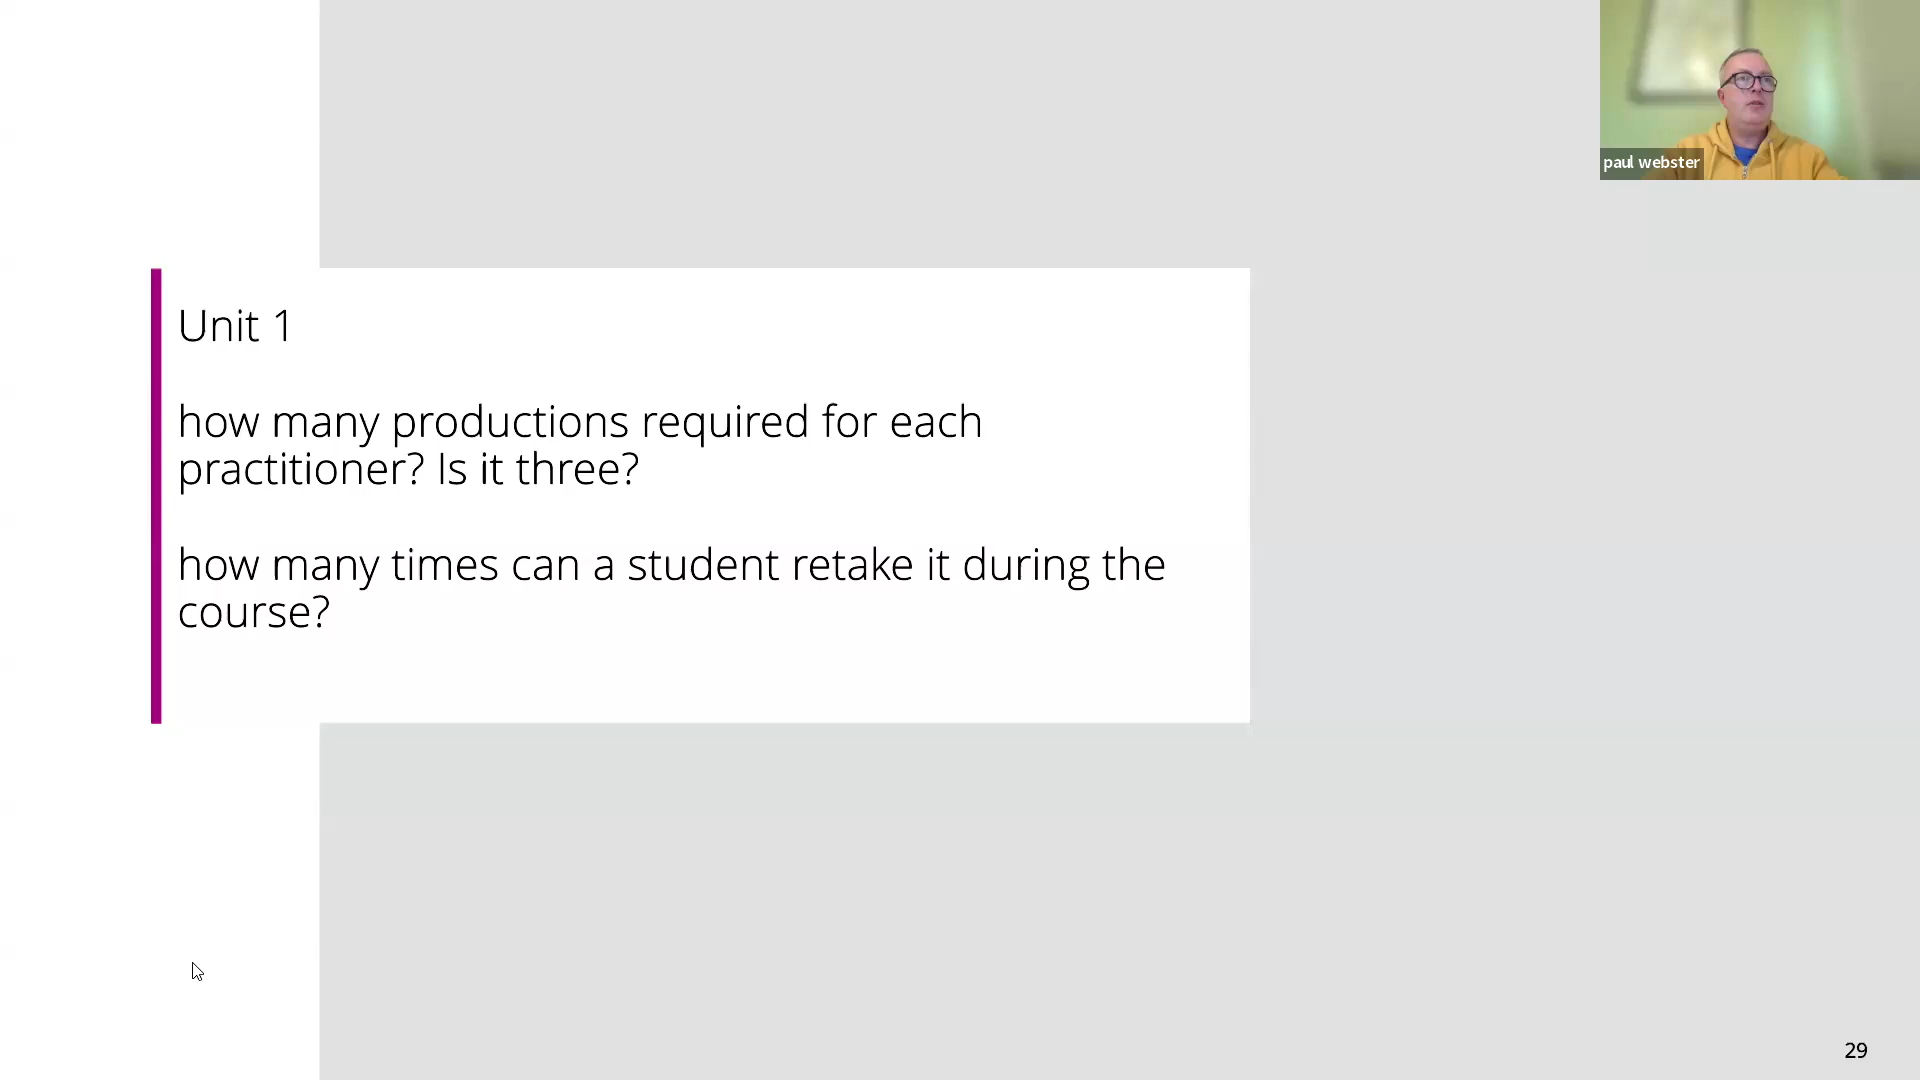 paul webster
Unit 1
how many productions required for each
practitioner? Is it three?
how many times can a student retake it during the
course?
29